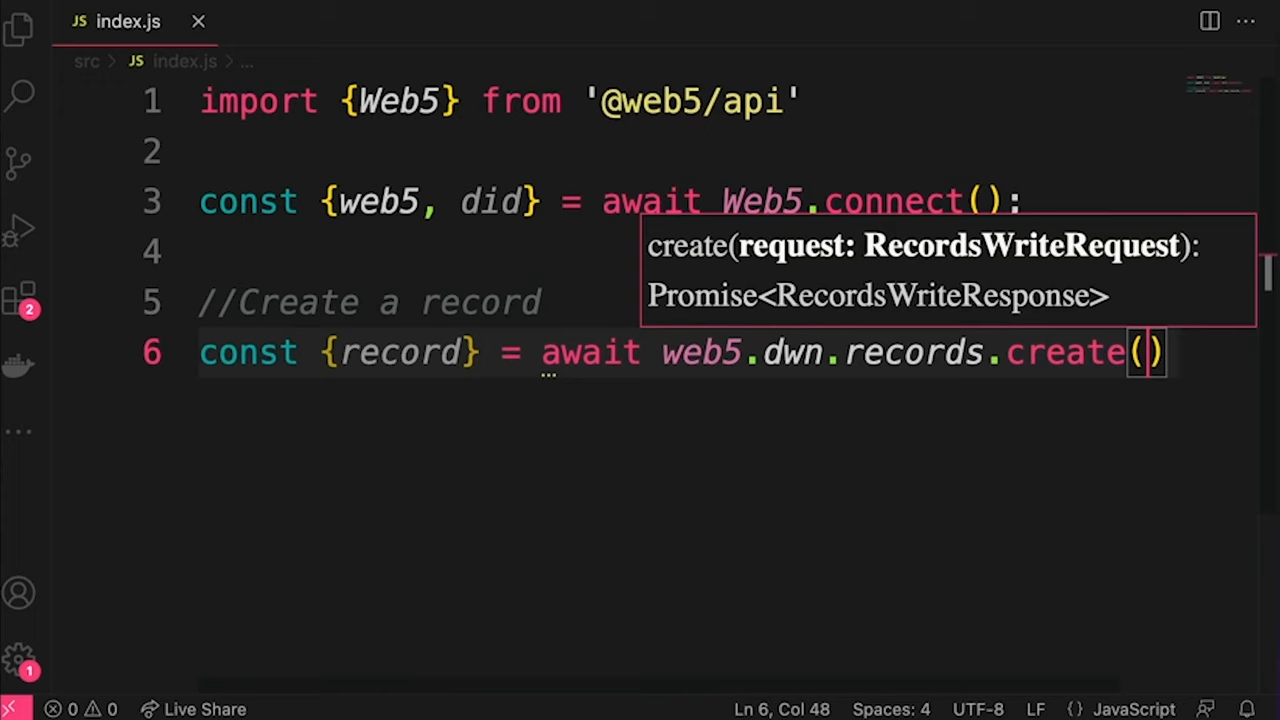 JS index.js
src > JS index.js > ...
1 import {Web5} from '@web5/api'
2
3 const {web5, did} = await Web5.connect();
4
create(request: RecordsWriteRequest):
Promise<RecordsWriteResponse>
5 //Create a record
6 const {record} = await web5.dwn.records.create()
2
1
0 0 Live Share Ln 6, Col 48 Spaces: 4 UTF-8 LF {} JavaScript